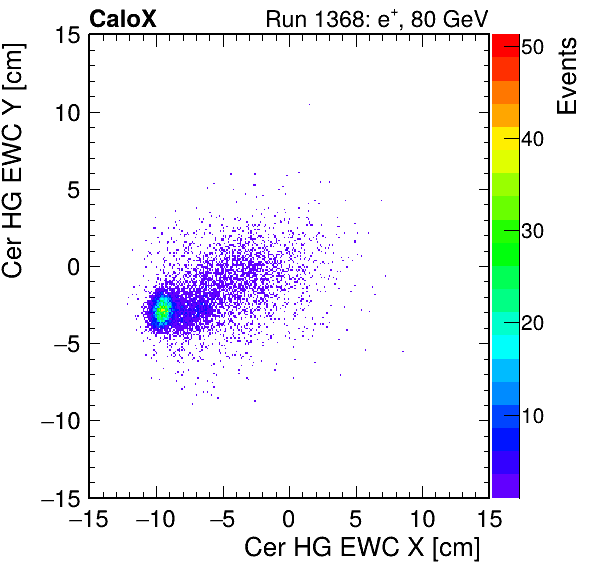 CaloX Run 1368: e+, 80 GeV
Cer HG EWC Y [cm]
15
10
5
0
−5
−10
−15
−15 −10 −5 0 5 10 15
Cer HG EWC X [cm]
50
40
30
20
10
Events